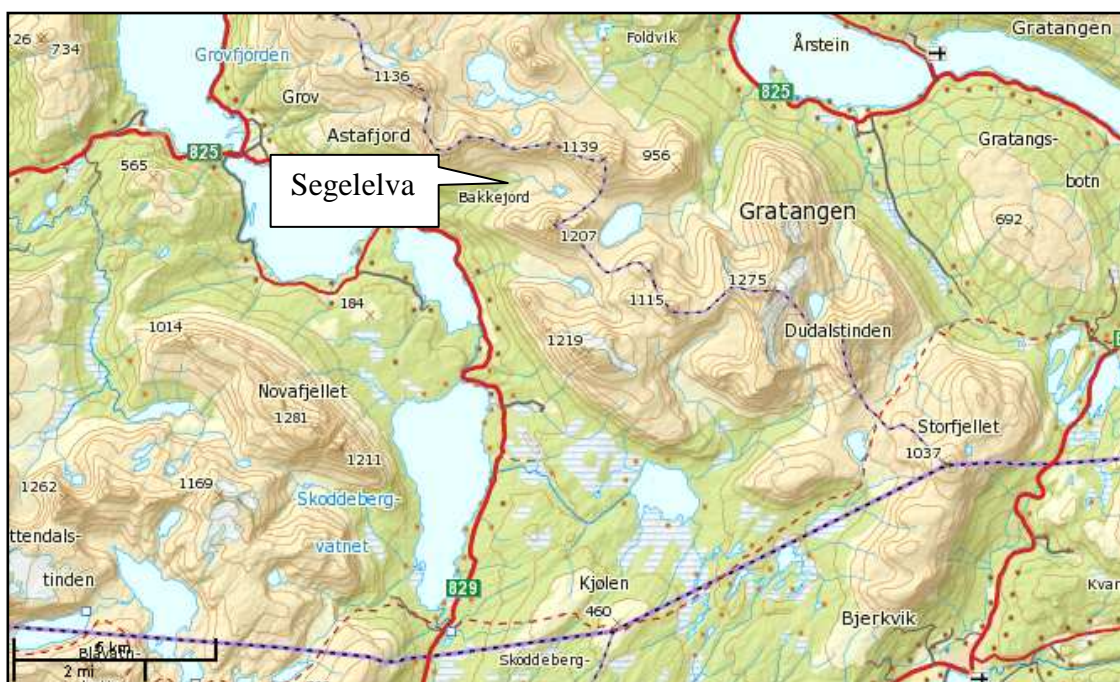 726
734
Grovfjorden
1136
Foldvik
Årstein
Gratangen
825
Grov
Astafjord
1139
956
Gratangs-
botn
825
565
Segelelva
Bakkejord
Gratangen
692
1207
1275
184
1115
1014
1219
Dudalstinden
Novafjellet
1281
Storfjellet
1211
1037
1262
1169
Skoddeberg-
vatnet
ttendals-
tinden
829
Kjølen
460
Kvar
Bjerkvik
5 km
Skoddeberg-
2 mi